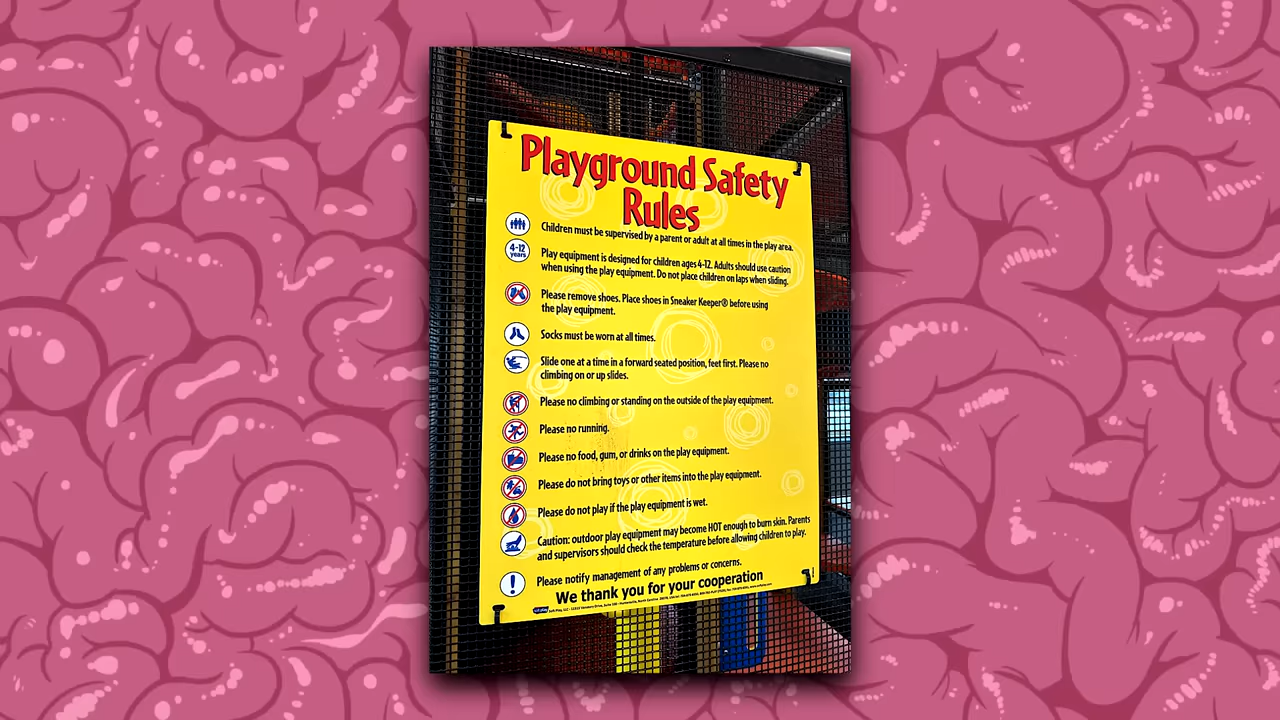 Playground Safety
Rules
Children must be supervised by a parent or adult at all times in the play area.
4-12
years
Play equipment is designed for children ages 4-12. Adults should use caution
when using the play equipment. Do not place children on laps when sliding.
Please remove shoes. Place shoes in Sneaker Keeper® before using
the play equipment.
Socks must be worn at all times.
Slide one at a time in a forward seated position, feet first. Please no
climbing on or up slides.
Please no climbing or standing on the outside of the play equipment.
Please no running.
Please no food, gum, or drinks on the play equipment.
Please do not bring toys or other items into the play equipment.
Please do not play if the play equipment is wet.
Caution: outdoor play equipment may become HOT enough to burn skin. Parents
and supervisors should check the temperature before allowing children to play.
!
Please notify management of any problems or concerns.
We thank you for your cooperation
Soft Play, LLC